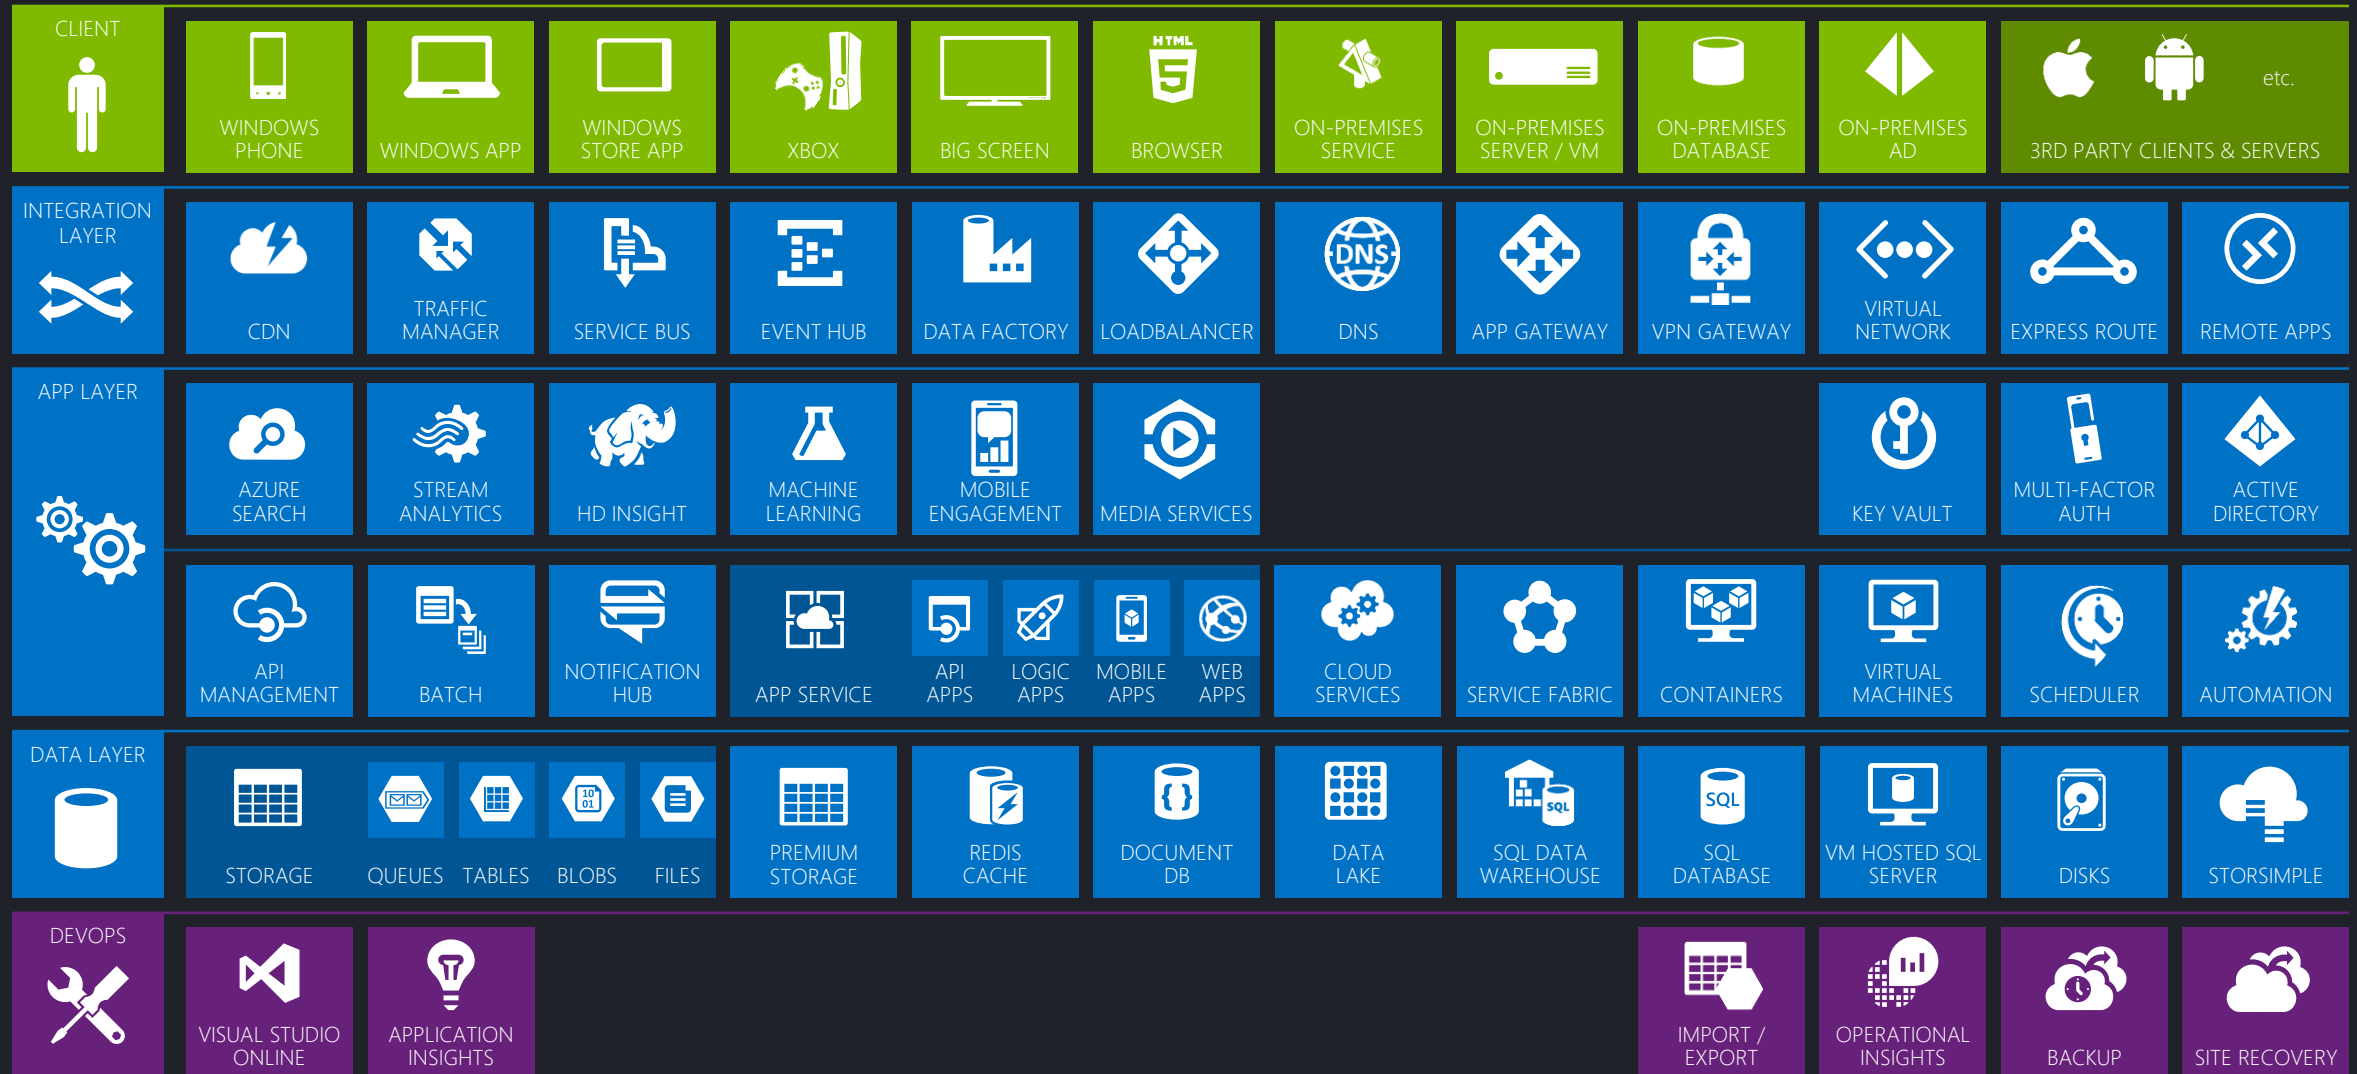 CLIENT
WINDOWS
PHONE
WINDOWS APP
WINDOWS
STORE APP
XBOX
BIG SCREEN
HTML
5
BROWSER
ON-PREMISES
SERVICE
ON-PREMISES
SERVER / VM
ON-PREMISES
DATABASE
ON-PREMISES
AD
etc.
3RD PARTY CLIENTS & SERVERS
INTEGRATION
LAYER
CDN
TRAFFIC
MANAGER
SERVICE BUS
EVENT HUB
DATA FACTORY
LOADBALANCER
DNS
DNS
APP GATEWAY
VPN GATEWAY
VIRTUAL
NETWORK
EXPRESS ROUTE
REMOTE APPS
APP LAYER
AZURE
SEARCH
STREAM
ANALYTICS
HD INSIGHT
MACHINE
LEARNING
MOBILE
ENGAGEMENT
MEDIA SERVICES
KEY VAULT
MULTI-FACTOR
AUTH
ACTIVE
DIRECTORY
API
MANAGEMENT
BATCH
NOTIFICATION
HUB
APP SERVICE
API
APPS
LOGIC
APPS
MOBILE
APPS
WEB
APPS
CLOUD
SERVICES
SERVICE FABRIC
CONTAINERS
VIRTUAL
MACHINES
SCHEDULER
AUTOMATION
DATA LAYER
STORAGE
QUEUES
TABLES
10
01
BLOBS
FILES
PREMIUM
STORAGE
REDIS
CACHE
{ }
DOCUMENT
DB
DATA
LAKE
SQL
SQL DATA
WAREHOUSE
SQL
SQL
DATABASE
VM HOSTED SQL
SERVER
DISKS
STORSIMPLE
DEVOPS
VISUAL STUDIO
ONLINE
APPLICATION
INSIGHTS
IMPORT /
EXPORT
OPERATIONAL
INSIGHTS
BACKUP
SITE RECOVERY